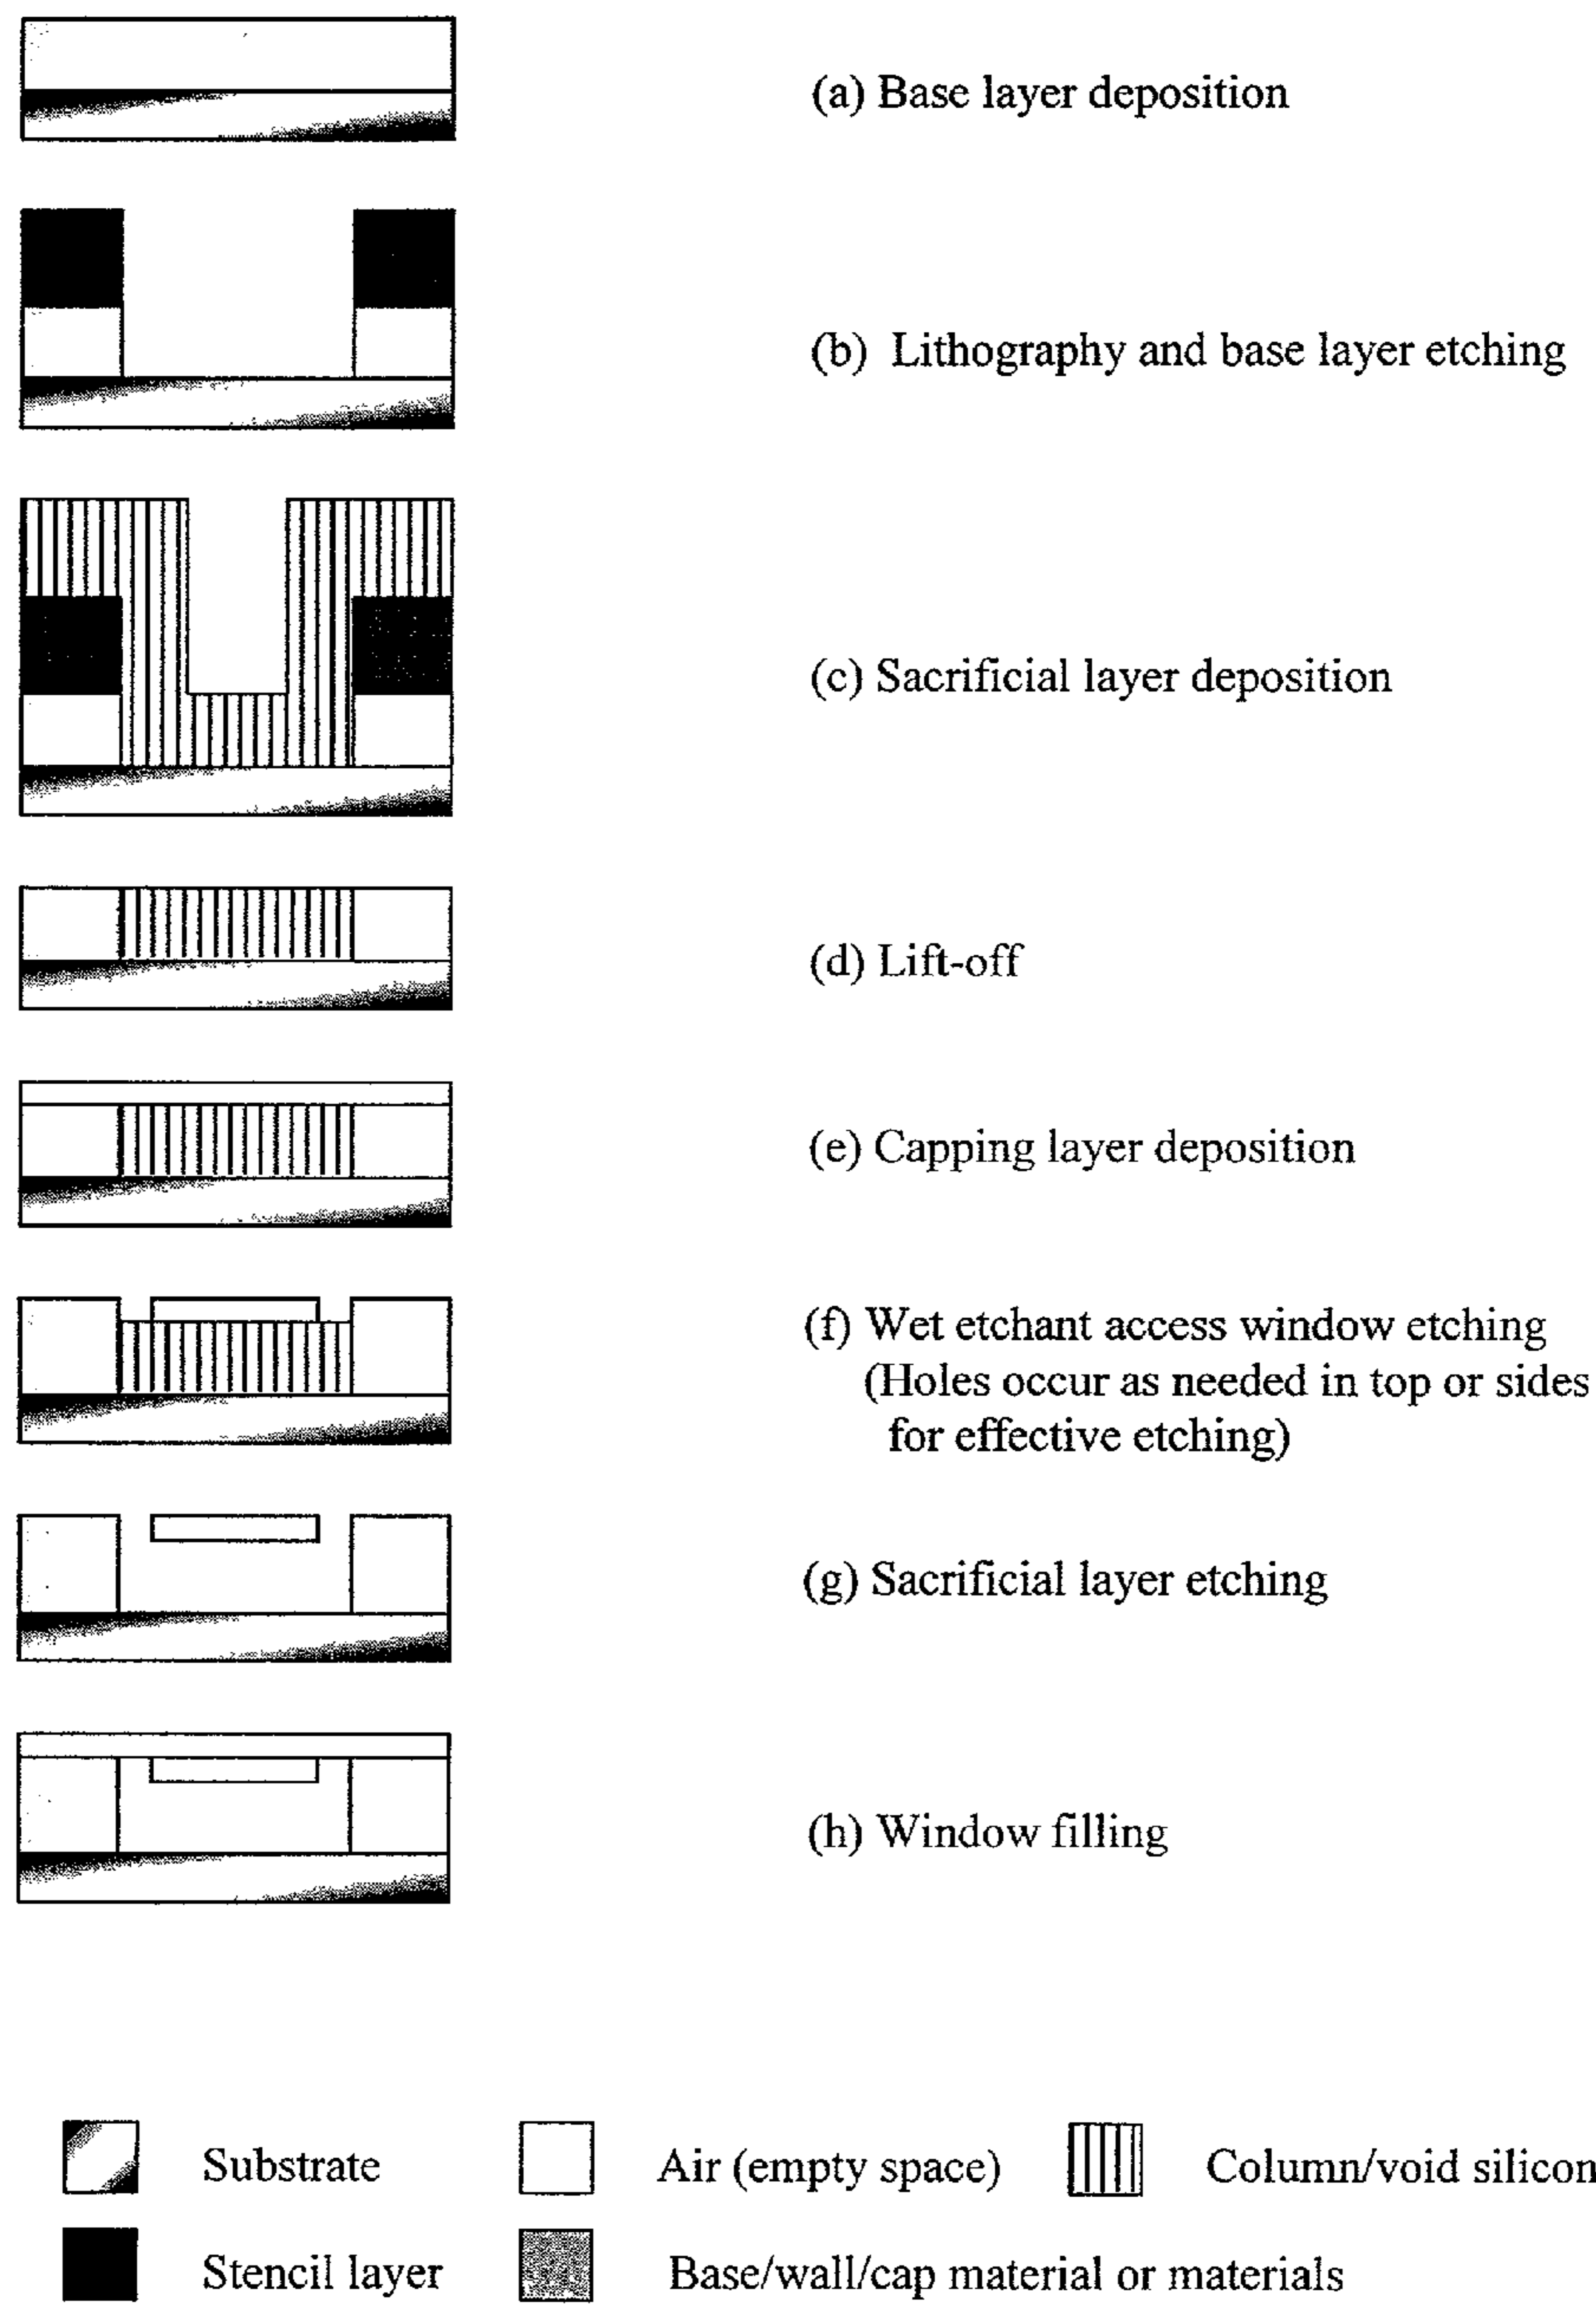 (a) Base layer deposition
(b) Lithography and base layer etching
(c) Sacrificial layer deposition
(d) Lift-off
(e) Capping layer deposition
(f) Wet etchant access window etching
(Holes occur as needed in top or sides
for effective etching)
(g) Sacrificial layer etching
(h) Window filling
Substrate
Air (empty space)
Column/void silicon
Stencil layer
Base/wall/cap material or materials